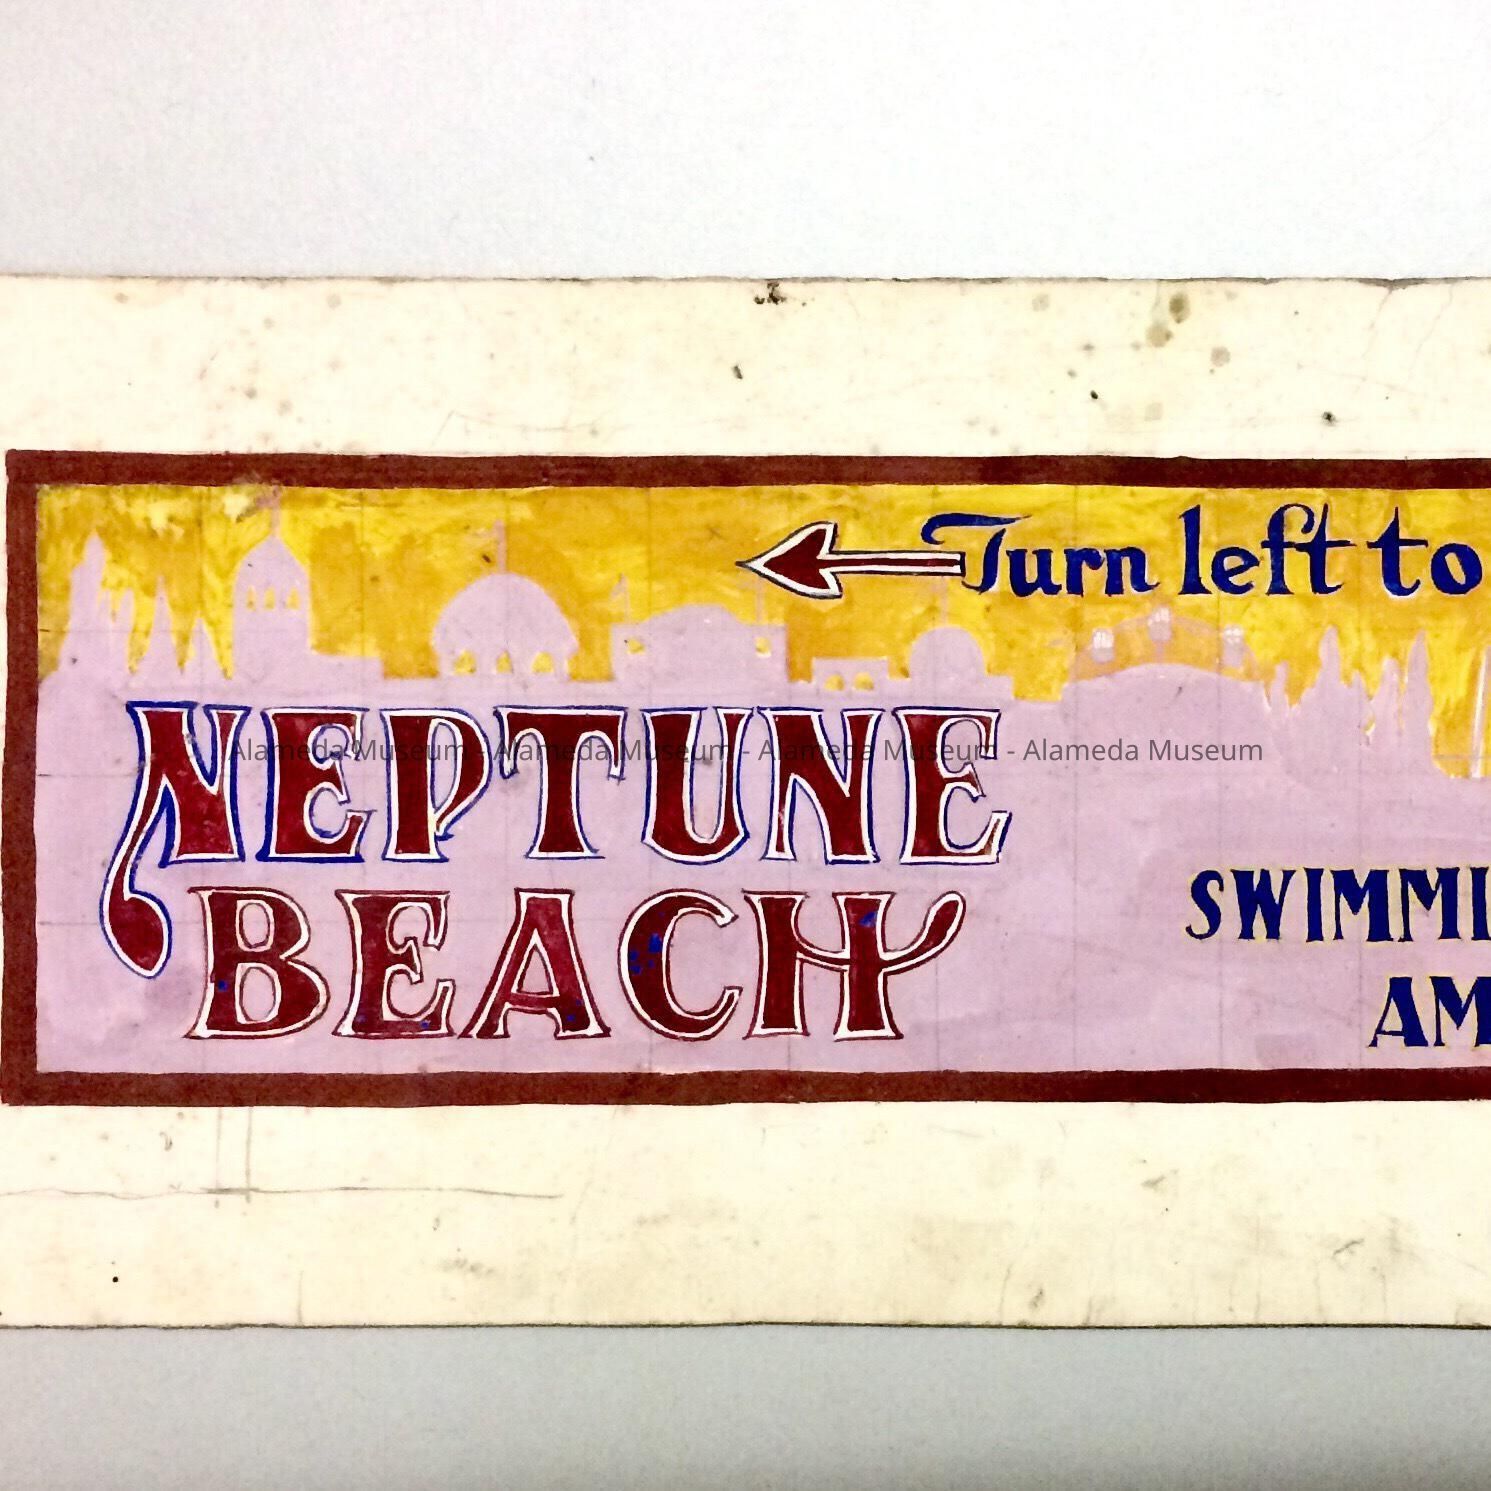 Turn left to
NEPTUNE
Alameda Museum - Alameda Museum - Alameda Museum - Alameda Museum
BEACH
SWIMMI
AM